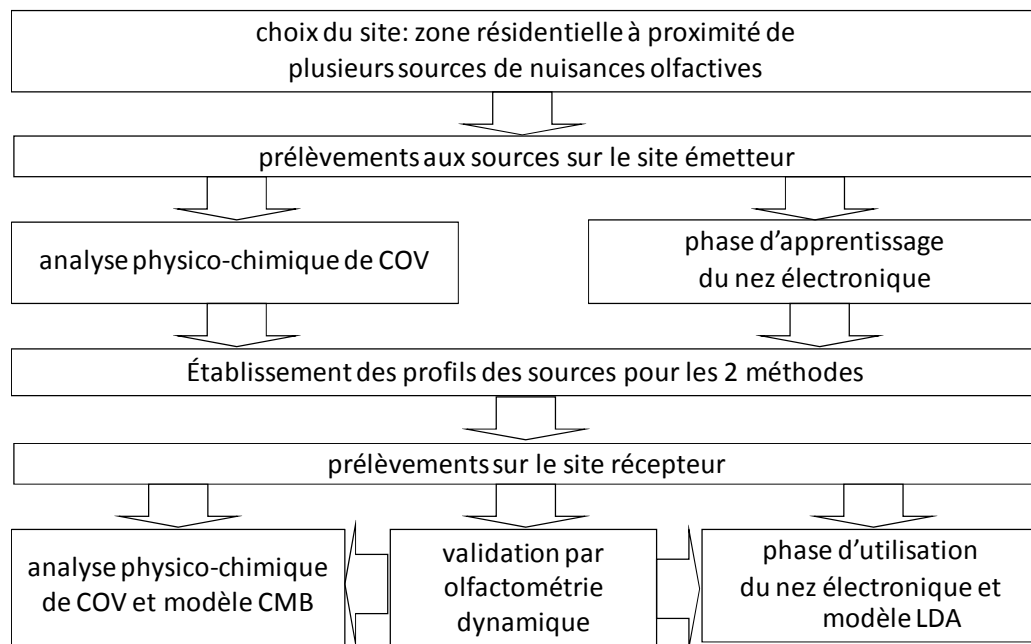 choix du site: zone résidentielle à proximité de
plusieurs sources de nuisances olfactives
prélèvements aux sources sur le site émetteur
analyse physico-chimique de COV
phase d’apprentissage
du nez électronique
Établissement des profils des sources pour les 2 méthodes
prélèvements sur le site récepteur
analyse physico-chimique
de COV et modèle CMB
validation par
olfactométrie
dynamique
phase d’utilisation
du nez électronique et
modèle LDA